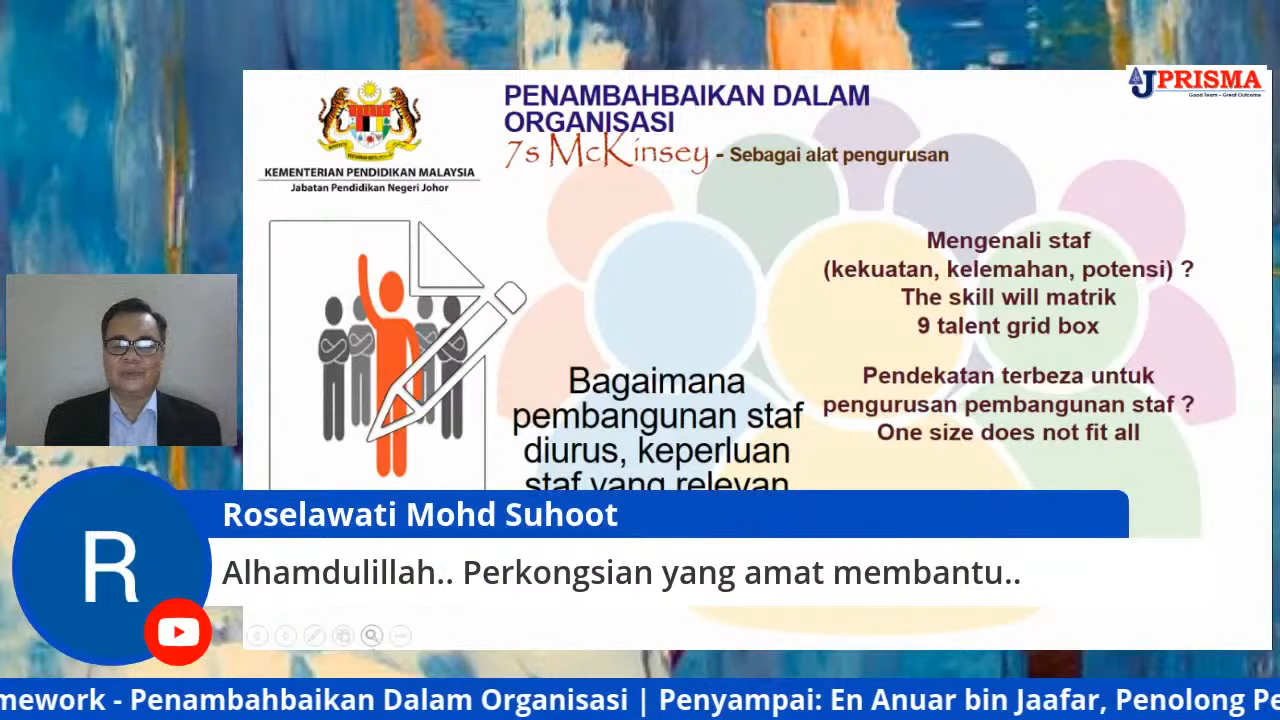 JPRISMA
Good Team - Great Outcome
PENAMBAHBAIKAN DALAM
ORGANISASI
7s McKinsey - Sebagai alat pengurusan
KEMENTERIAN PENDIDIKAN MALAYSIA
Jabatan Pendidikan Negeri Johor
Mengenali staf
(kekuatan, kelemahan, potensi) ?
The skill will matrik
9 talent grid box
Pendekatan terbeza untuk
pengurusan pembangunan staf ?
One size does not fit all
Bagaimana
pembangunan staf
diurus, keperluan
staf yang relevan
R
Roselawati Mohd Suhoot
Alhamdulillah.. Perkongsian yang amat membantu..
mework - Penambahbaikan Dalam Organisasi | Penyampai: En Anuar bin Jaafar, Penolong Pe